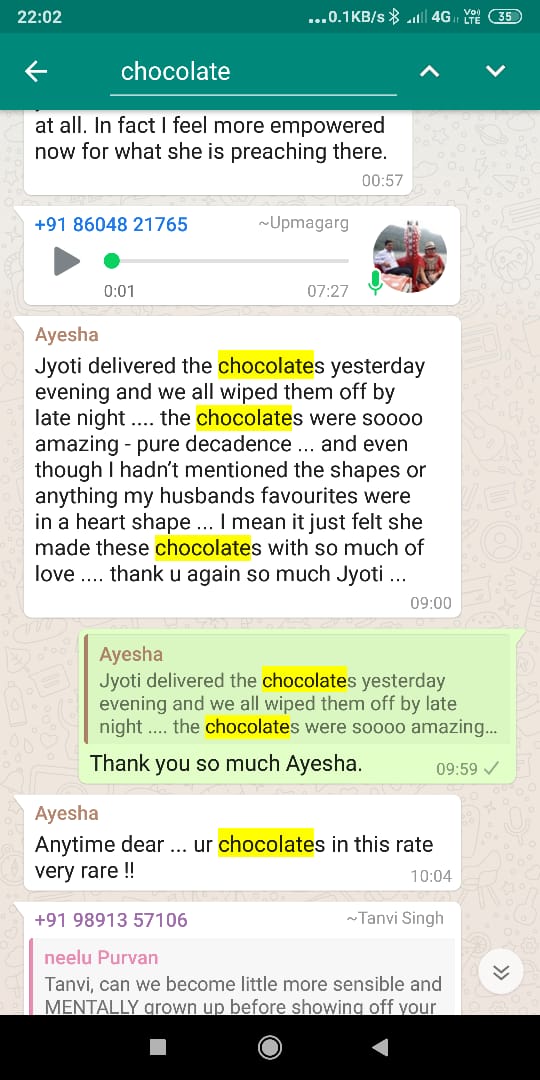 22:02
...0.1KB/s 4G Vo) LTE 35
chocolate
at all. In fact I feel more empowered
now for what she is preaching there.
00:57
+91 86048 21765 ~Upmagarg
0:01 07:27
Ayesha
Jyoti delivered the chocolates yesterday
evening and we all wiped them off by
late night .... the chocolates were soooo
amazing - pure decadence ... and even
though I hadn't mentioned the shapes or
anything my husbands favourites were
in a heart shape ... I mean it just felt she
made these chocolates with so much of
love .... thank u again so much Jyoti ...
09:00
Ayesha
Jyoti delivered the chocolates yesterday
evening and we all wiped them off by late
night .... the chocolates were soooo amazing...
Thank you so much Ayesha.
09:59
Ayesha
Anytime dear ... ur chocolates in this rate
very rare !!
10:04
+91 98913 57106 ~Tanvi Singh
neelu Purvan
Tanvi, can we become little more sensible and
MENTALLY grown up before showing off your